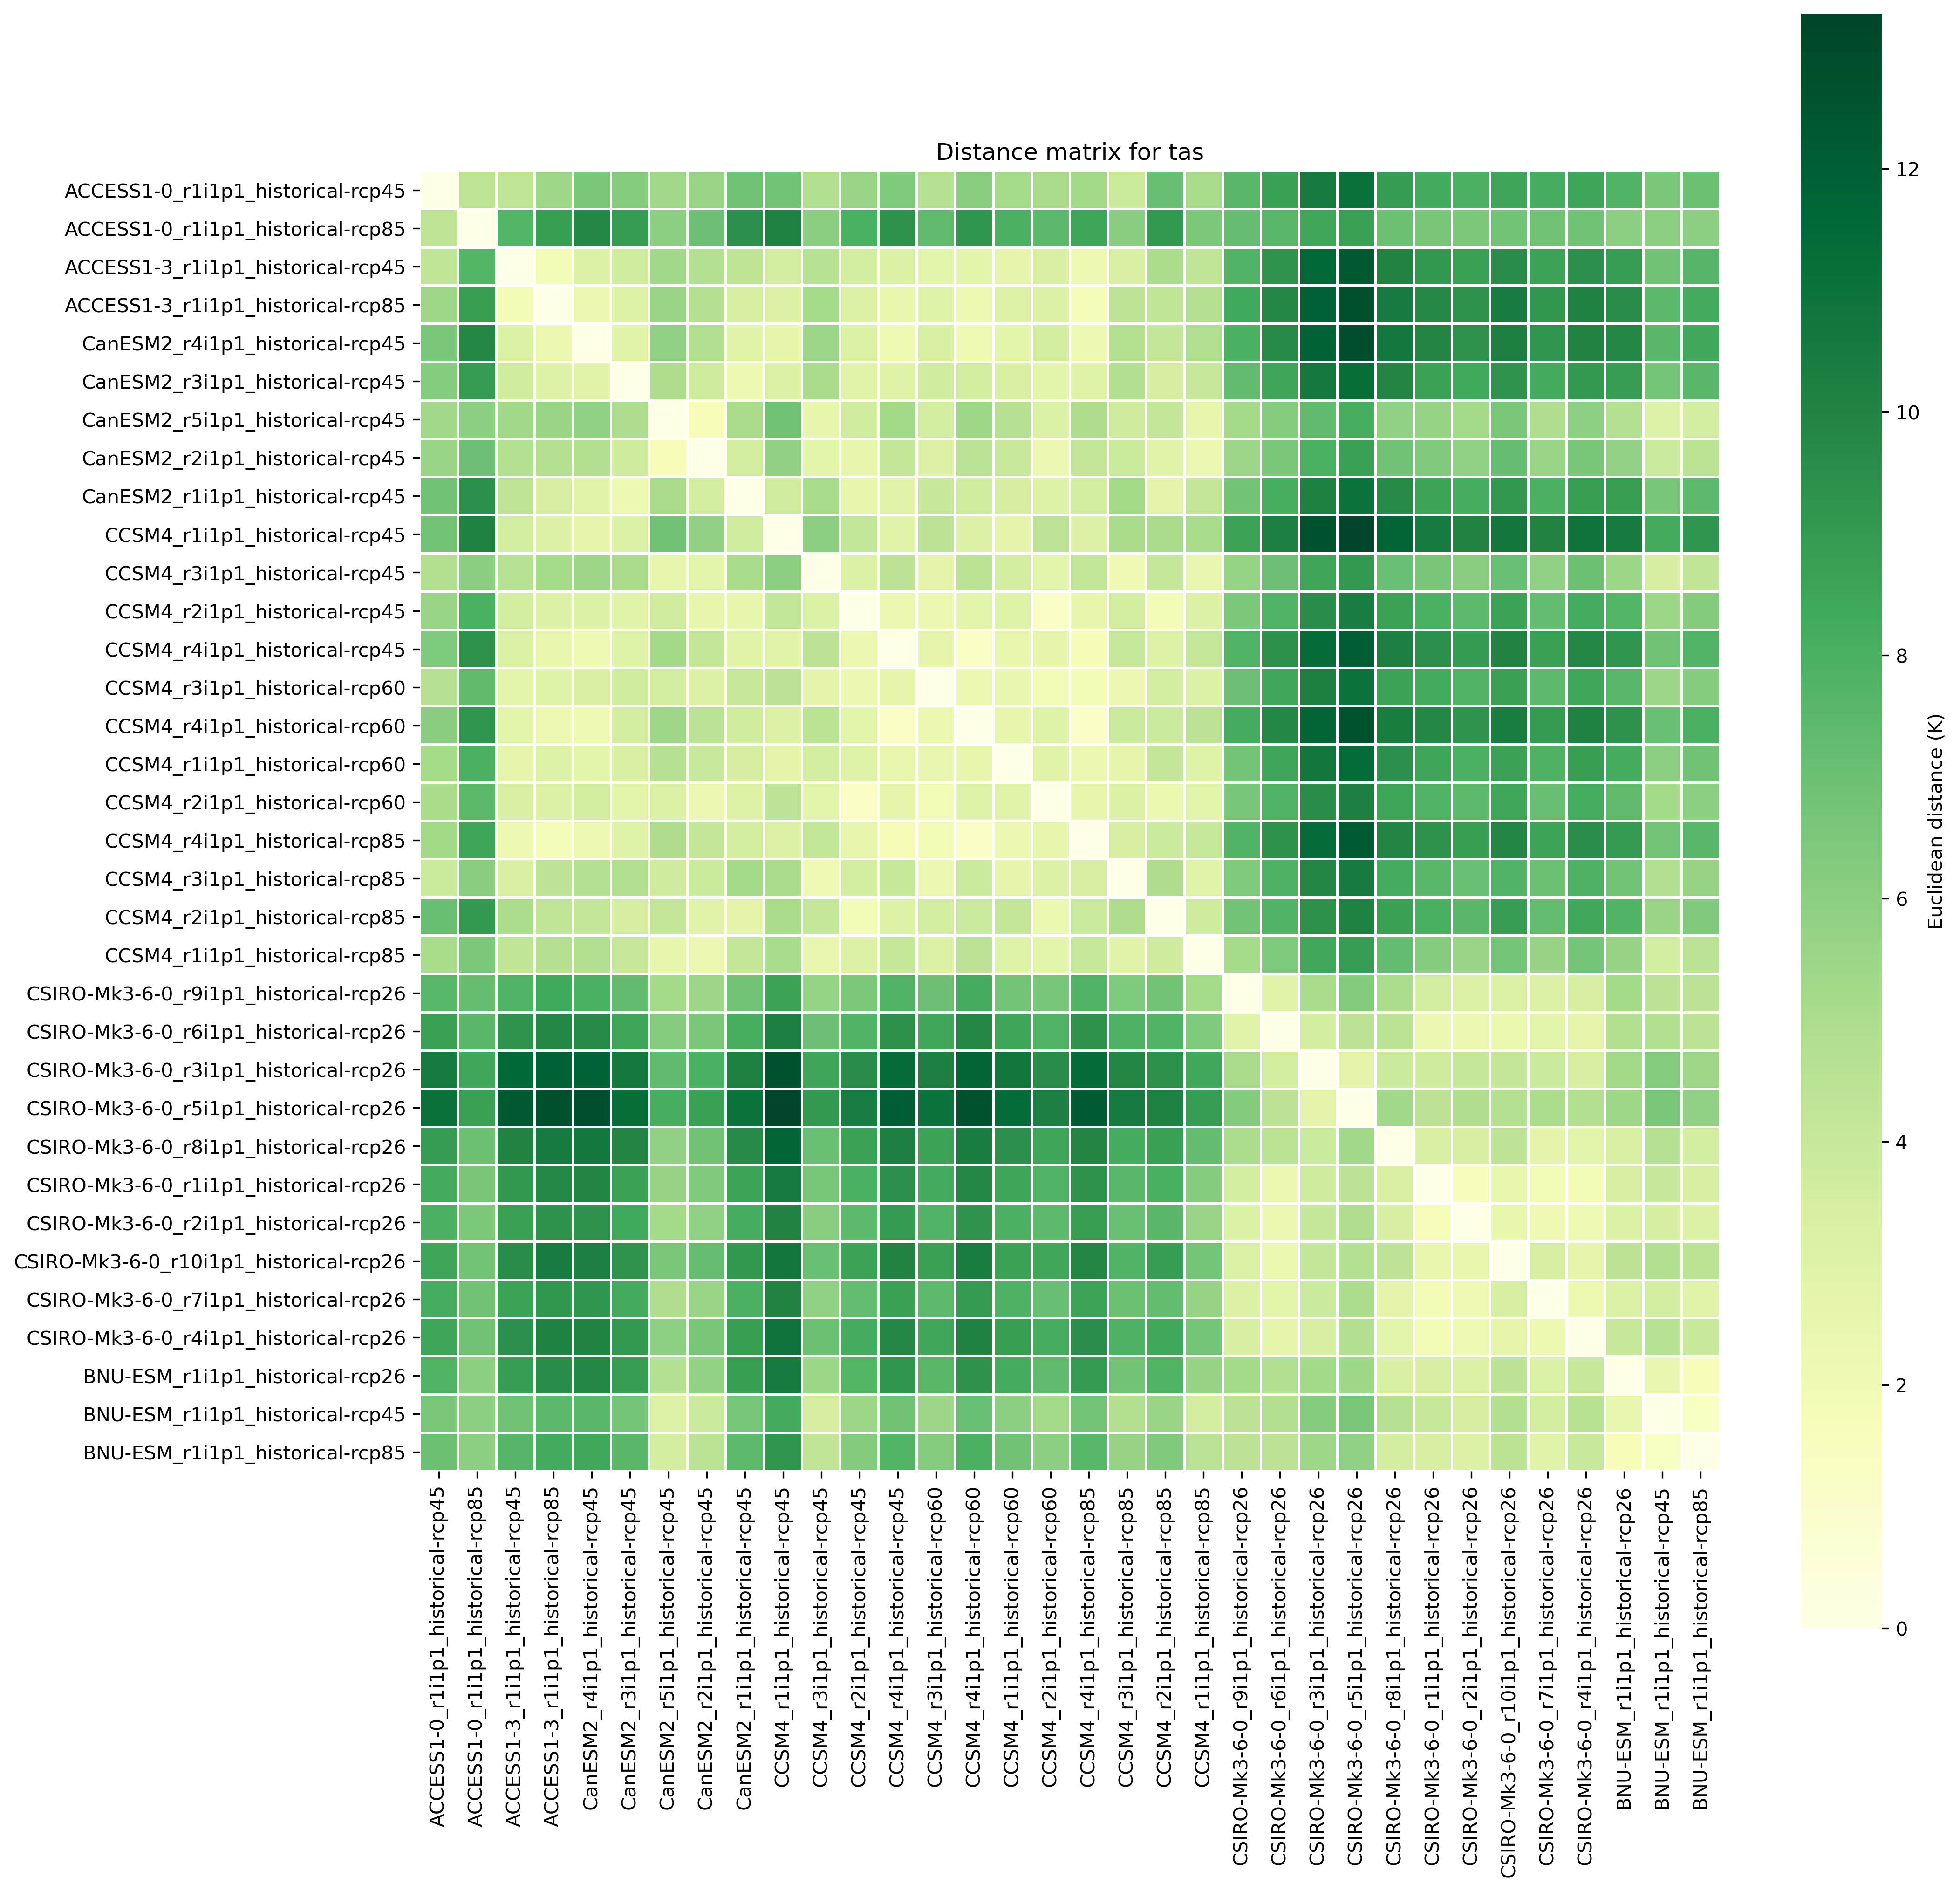 Distance matrix for tas
ACCESS1-0_r1i1p1_historical-rcp45
ACCESS1-0_r1i1p1_historical-rcp85
ACCESS1-3_r1i1p1_historical-rcp45
ACCESS1-3_r1i1p1_historical-rcp85
CanESM2_r4i1p1_historical-rcp45
CanESM2_r3i1p1_historical-rcp45
CanESM2_r5i1p1_historical-rcp45
CanESM2_r2i1p1_historical-rcp45
CanESM2_r1i1p1_historical-rcp45
CCSM4_r1i1p1_historical-rcp45
CCSM4_r3i1p1_historical-rcp45
CCSM4_r2i1p1_historical-rcp45
CCSM4_r4i1p1_historical-rcp45
CCSM4_r3i1p1_historical-rcp60
CCSM4_r4i1p1_historical-rcp60
CCSM4_r1i1p1_historical-rcp60
CCSM4_r2i1p1_historical-rcp60
CCSM4_r4i1p1_historical-rcp85
CCSM4_r3i1p1_historical-rcp85
CCSM4_r2i1p1_historical-rcp85
CCSM4_r1i1p1_historical-rcp85
CSIRO-Mk3-6-0_r9i1p1_historical-rcp26
CSIRO-Mk3-6-0_r6i1p1_historical-rcp26
CSIRO-Mk3-6-0_r3i1p1_historical-rcp26
CSIRO-Mk3-6-0_r5i1p1_historical-rcp26
CSIRO-Mk3-6-0_r8i1p1_historical-rcp26
CSIRO-Mk3-6-0_r1i1p1_historical-rcp26
CSIRO-Mk3-6-0_r2i1p1_historical-rcp26
CSIRO-Mk3-6-0_r10i1p1_historical-rcp26
CSIRO-Mk3-6-0_r7i1p1_historical-rcp26
CSIRO-Mk3-6-0_r4i1p1_historical-rcp26
BNU-ESM_r1i1p1_historical-rcp26
BNU-ESM_r1i1p1_historical-rcp45
BNU-ESM_r1i1p1_historical-rcp85
ACCESS1-0_r1i1p1_historical-rcp45
ACCESS1-0_r1i1p1_historical-rcp85
ACCESS1-3_r1i1p1_historical-rcp45
ACCESS1-3_r1i1p1_historical-rcp85
CanESM2_r4i1p1_historical-rcp45
CanESM2_r3i1p1_historical-rcp45
CanESM2_r5i1p1_historical-rcp45
CanESM2_r2i1p1_historical-rcp45
CanESM2_r1i1p1_historical-rcp45
CCSM4_r1i1p1_historical-rcp45
CCSM4_r3i1p1_historical-rcp45
CCSM4_r2i1p1_historical-rcp45
CCSM4_r4i1p1_historical-rcp45
CCSM4_r3i1p1_historical-rcp60
CCSM4_r4i1p1_historical-rcp60
CCSM4_r1i1p1_historical-rcp60
CCSM4_r2i1p1_historical-rcp60
CCSM4_r4i1p1_historical-rcp85
CCSM4_r3i1p1_historical-rcp85
CCSM4_r2i1p1_historical-rcp85
CCSM4_r1i1p1_historical-rcp85
CSIRO-Mk3-6-0_r9i1p1_historical-rcp26
CSIRO-Mk3-6-0_r6i1p1_historical-rcp26
CSIRO-Mk3-6-0_r3i1p1_historical-rcp26
CSIRO-Mk3-6-0_r5i1p1_historical-rcp26
CSIRO-Mk3-6-0_r8i1p1_historical-rcp26
CSIRO-Mk3-6-0_r1i1p1_historical-rcp26
CSIRO-Mk3-6-0_r2i1p1_historical-rcp26
CSIRO-Mk3-6-0_r10i1p1_historical-rcp26
CSIRO-Mk3-6-0_r7i1p1_historical-rcp26
CSIRO-Mk3-6-0_r4i1p1_historical-rcp26
BNU-ESM_r1i1p1_historical-rcp26
BNU-ESM_r1i1p1_historical-rcp45
BNU-ESM_r1i1p1_historical-rcp85
12
10
8
6
4
2
0
Euclidean distance (K)